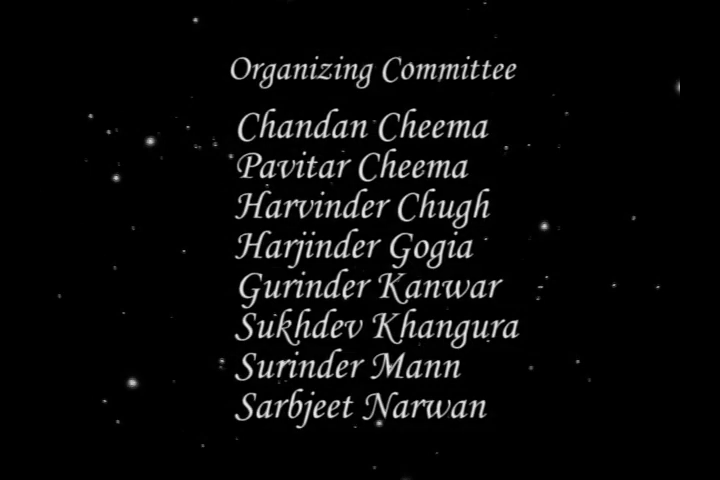 Organizing Committee
Chandan Cheema
Pavitar Cheema
Harvinder Chugh
Harjinder Gogia
Gurinder Kanwar
Sukhdev Khangura
Surinder Mann
Sarbjeet Narwan